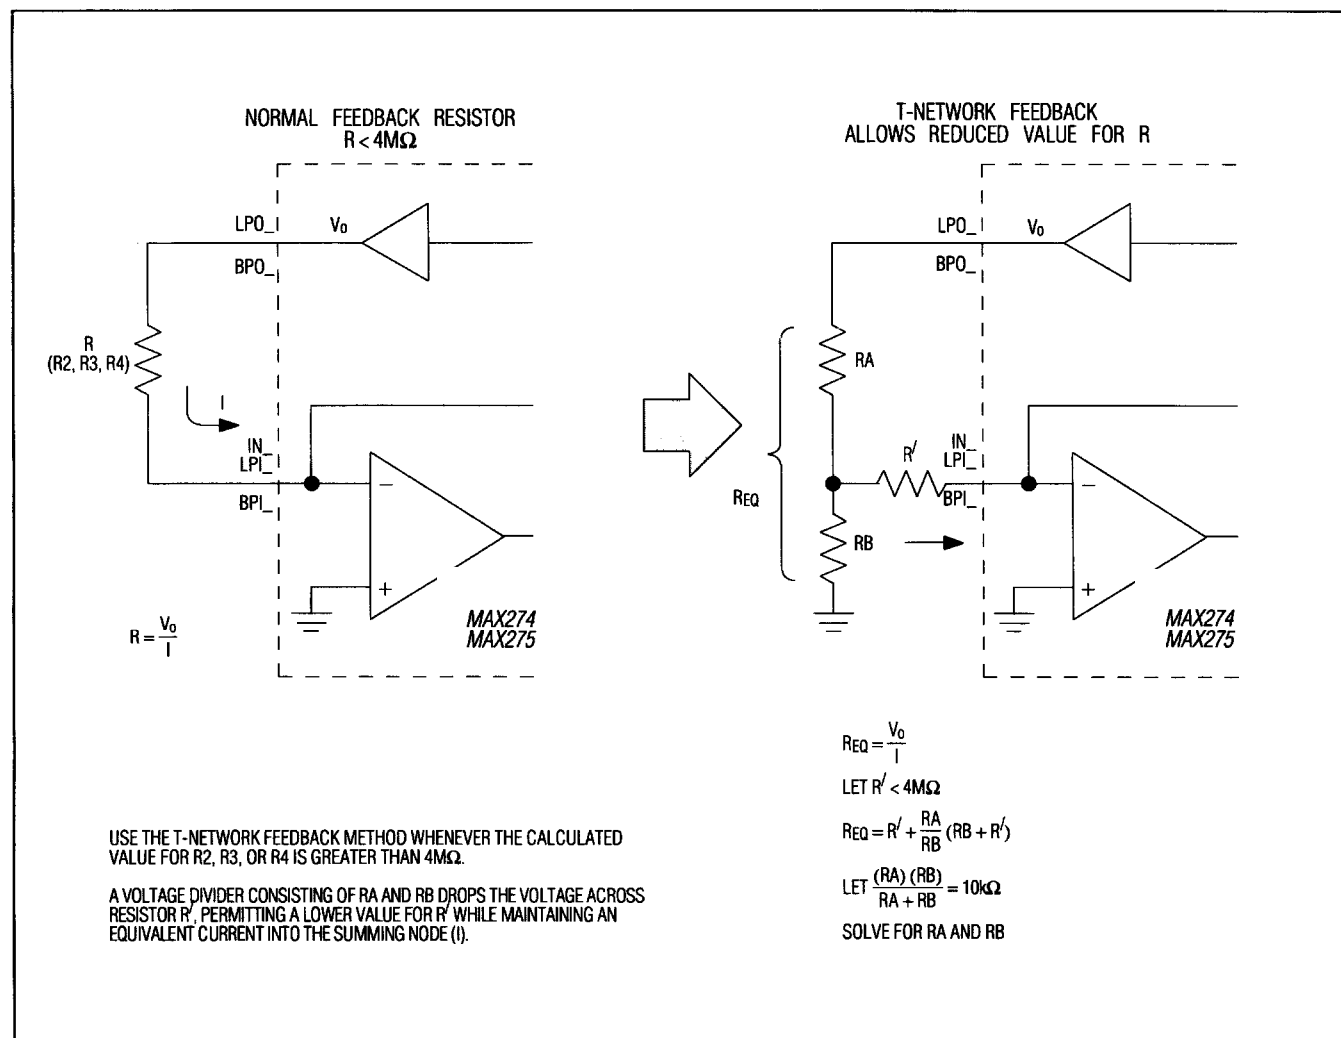 NORMAL FEEDBACK RESISTOR
R < 4MΩ
LPO_
Vo
BPO_
R
(R2, R3, R4)
I
IN_
LPI_
BPI_
−
+
MAX274
MAX275
R = Vo / I
T-NETWORK FEEDBACK
ALLOWS REDUCED VALUE FOR R
LPO_
Vo
BPO_
RA
REQ
R′
IN_
LPI_
BPI_
RB
−
+
MAX274
MAX275
REQ = Vo / I
LET R′ < 4MΩ
REQ = R′ + RA / RB (RB + R′)
LET (RA) (RB) / RA + RB = 10kΩ
SOLVE FOR RA AND RB
USE THE T-NETWORK FEEDBACK METHOD WHENEVER THE CALCULATED
VALUE FOR R2, R3, OR R4 IS GREATER THAN 4MΩ.
A VOLTAGE DIVIDER CONSISTING OF RA AND RB DROPS THE VOLTAGE ACROSS
RESISTOR R′, PERMITTING A LOWER VALUE FOR R′ WHILE MAINTAINING AN
EQUIVALENT CURRENT INTO THE SUMMING NODE (I).